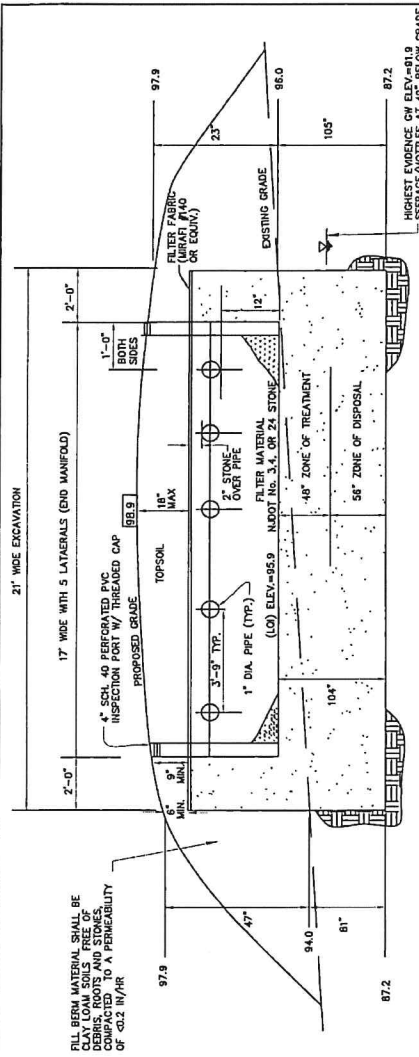 21' WIDE EXCAVATION
17' WIDE WITH 5 LATAERALS (END MANIFOLD)
2'-0"
2'-0"
1'-0"
BOTH
SIDES
4" SCH. 40 PERFORATED PVC
INSPECTION PORT W/ THREADED CAP
PROPOSED GRADE
98.9
TOPSOIL
18"
MAX
FILTER FABRIC
(MIRAFI #140
OR EQUIV.)
FILL BERM MATERIAL SHALL BE
CLAY LOAM SOILS FREE OF
DEBRIS, ROOTS AND STONES,
COMPACTED TO A PERMEABILITY
OF <0.2 IN/HR
6"
MIN.
9"
MIN.
97.9
97.9
23"
96.0
EXISTING GRADE
12"
2" STONE
OVER PIPE
3'-9" TYP.
1" DIA. PIPE (TYP.)
FILTER MATERIAL
NJDOT No. 3,4, OR 24 STONE
(LOI) ELEV.=95.9
48" ZONE OF TREATMENT
56" ZONE OF DISPOSAL
104"
105"
47"
94.0
81"
87.2
87.2
HIGHEST EVIDENCE GW ELEV.=91.9